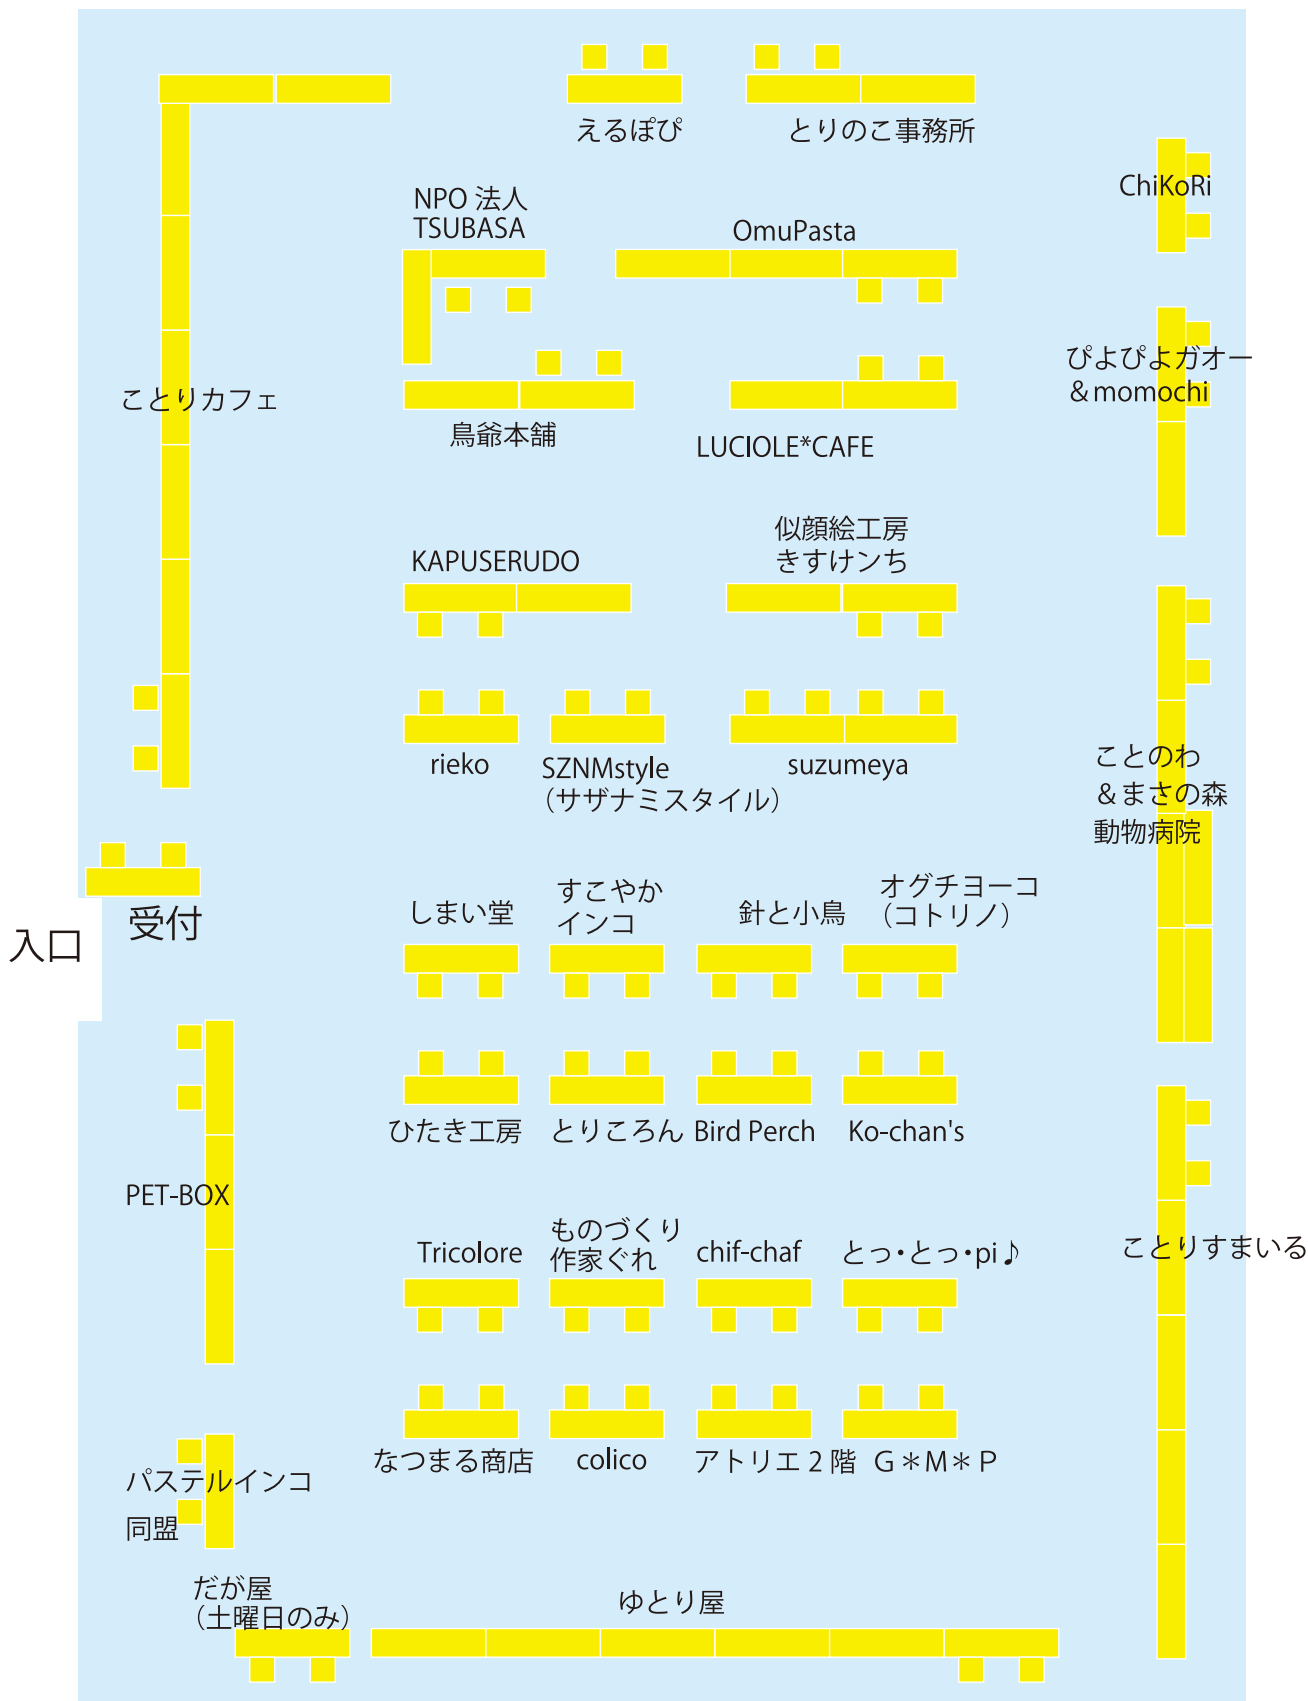 えるぽぴ
とりのこ事務所
ChiKoRi
NPO 法人
TSUBASA
OmuPasta
ことりカフェ
ぴよぴよガオー
＆momochi
鳥爺本舗
LUCIOLE*CAFE
KAPUSERUDO
似顔絵工房
きすけンち
rieko
SZNMstyle
（サザナミスタイル）
suzumeya
ことのわ
＆まさの森
動物病院
受付
入口
しまい堂
すこやか
インコ
針と小鳥
オグチヨーコ
（コトリノ）
ひたき工房
とりころん
Bird Perch
Ko-chan's
PET-BOX
Tricolore
ものづくり
作家ぐれ
chif-chaf
とっ・とっ・pi♪
ことりすまいる
なつまる商店
colico
アトリエ 2 階
G＊M＊P
パステルインコ
同盟
だが屋
（土曜日のみ）
ゆとり屋